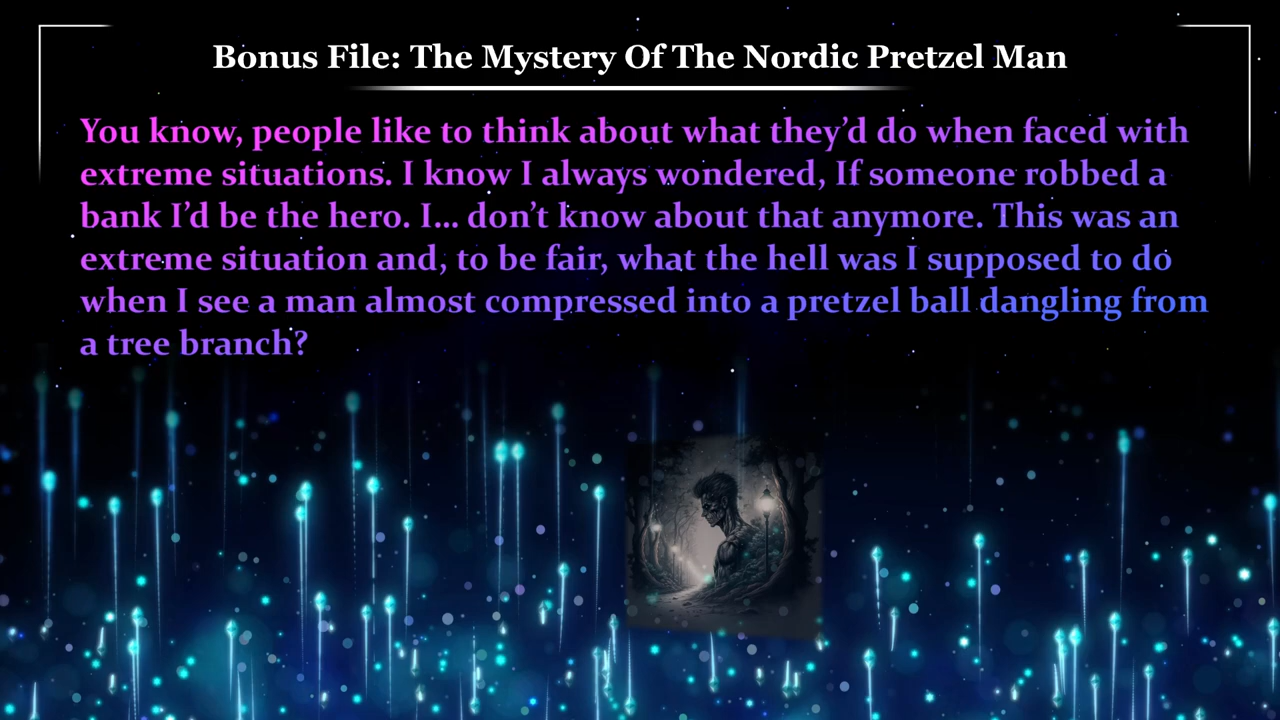 Bonus File: The Mystery Of The Nordic Pretzel Man
You know, people like to think about what they’d do when faced with
extreme situations. I know I always wondered, If someone robbed a
bank I’d be the hero. I... don’t know about that anymore. This was an
extreme situation and, to be fair, what the hell was I supposed to do
when I see a man almost compressed into a pretzel ball dangling from
a tree branch?